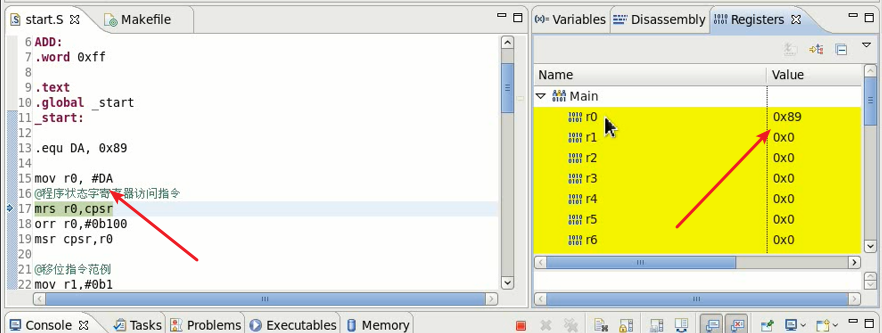 start.S
Makefile
6 ADD:
7 .word 0xff
8
9 .text
10 .global _start
11 _start:
12
13 .equ DA, 0x89
14
15 mov r0, #DA
16 @程序状态字寄存器访问指令
17 mrs r0,cpsr
18 orr r0,#0b100
19 msr cpsr,r0
20
21 @移位指令范例
22 mov r1,#0b1
Variables
Disassembly
Registers
Name
Value
Main
r0 0x89
r1 0x0
r2 0x0
r3 0x0
r4 0x0
r5 0x0
r6 0x0
Console
Tasks
Problems
Executables
Memory